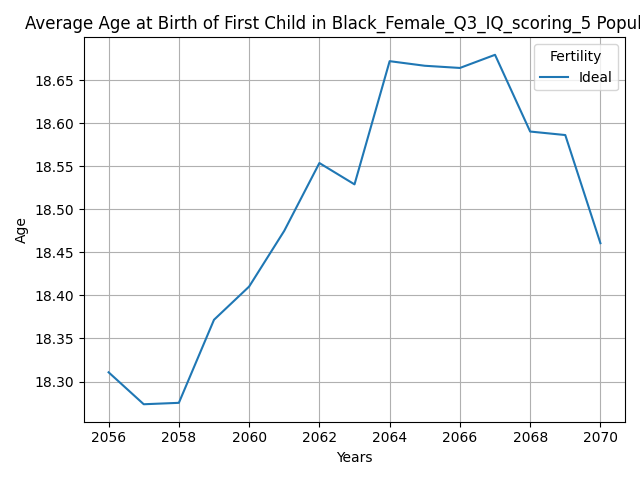 Average Age at Birth of First Child in Black_Female_Q3_IQ_scoring_5 Popul
Fertility
Ideal
18.65
18.60
18.55
18.50
18.45
18.40
18.35
18.30
Age
2056 2058 2060 2062 2064 2066 2068 2070
Years